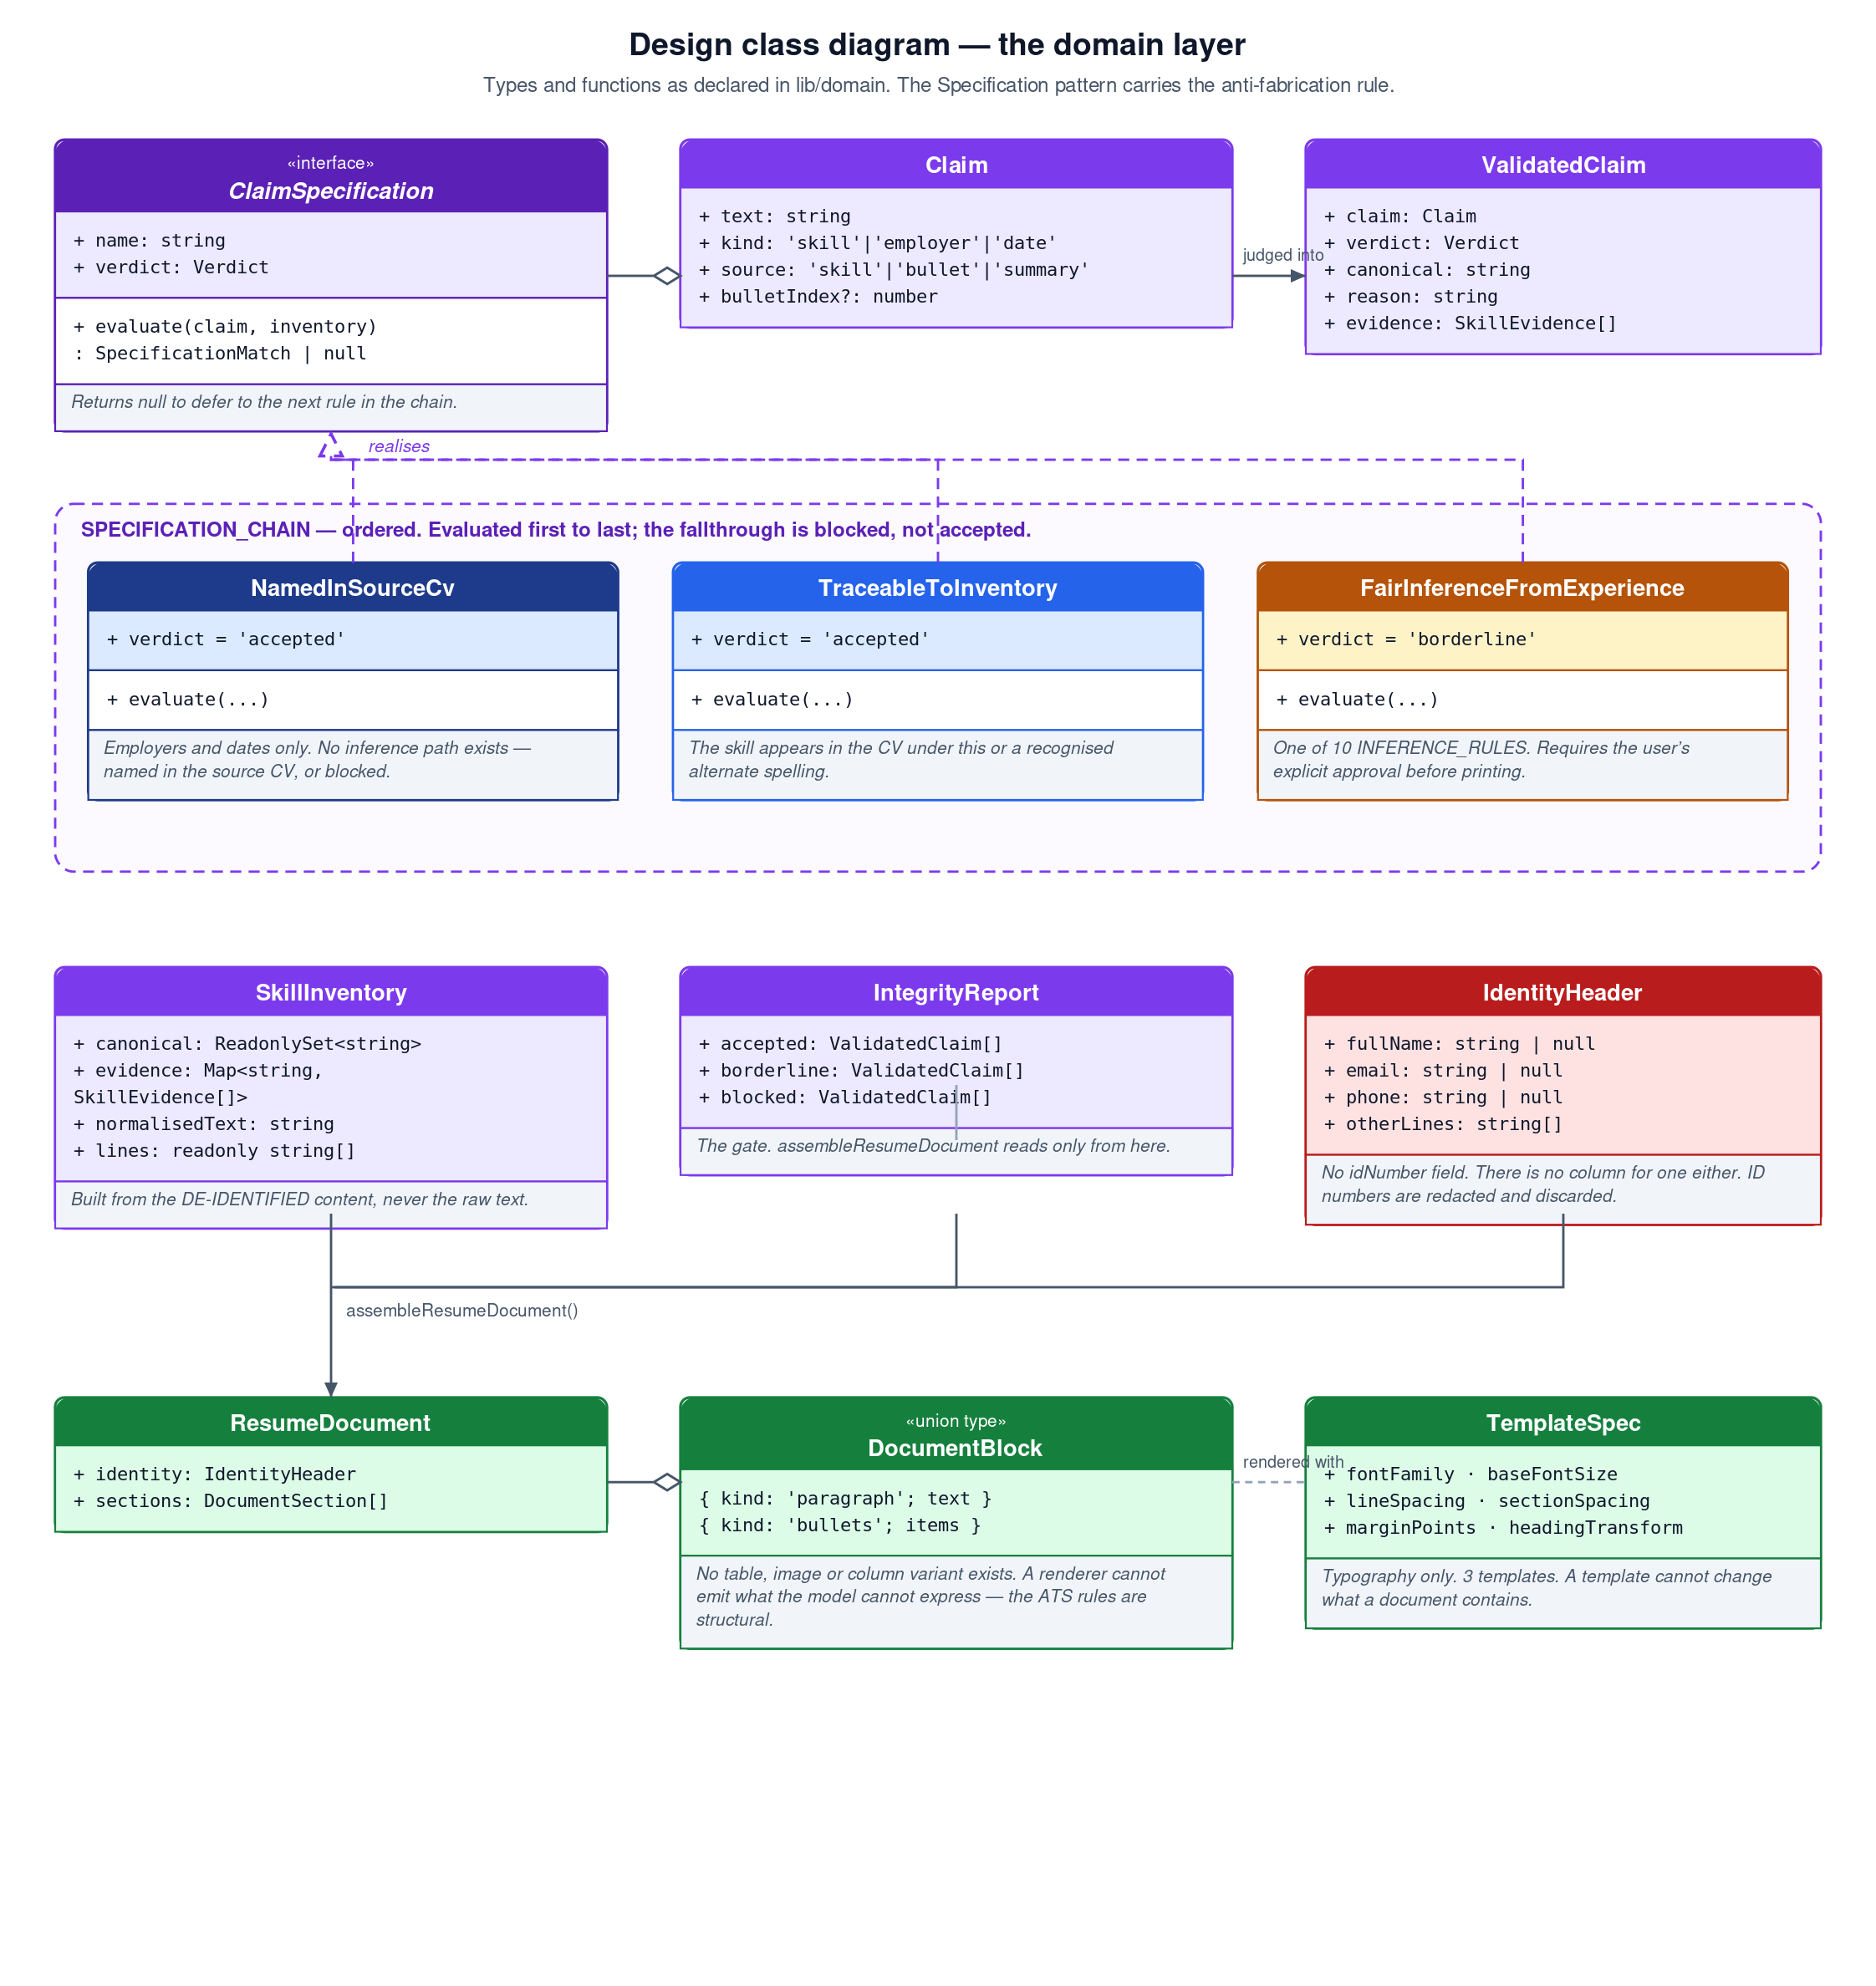 Design class diagram — the domain layer
Types and functions as declared in lib/domain. The Specification pattern carries the anti-fabrication rule.
«interface»
ClaimSpecification
+ name: string
+ verdict: Verdict
+ evaluate(claim, inventory)
: SpecificationMatch | null
Returns null to defer to the next rule in the chain.
Claim
+ text: string
+ kind: 'skill'|'employer'|'date'
+ source: 'skill'|'bullet'|'summary'
+ bulletIndex?: number
judged into
ValidatedClaim
+ claim: Claim
+ verdict: Verdict
+ canonical: string
+ reason: string
+ evidence: SkillEvidence[]
realises
SPECIFICATION_CHAIN — ordered. Evaluated first to last; the fallthrough is blocked, not accepted.
NamedInSourceCv
+ verdict = 'accepted'
+ evaluate(...)
Employers and dates only. No inference path exists —
named in the source CV, or blocked.
TraceableToInventory
+ verdict = 'accepted'
+ evaluate(...)
The skill appears in the CV under this or a recognised
alternate spelling.
FairInferenceFromExperience
+ verdict = 'borderline'
+ evaluate(...)
One of 10 INFERENCE_RULES. Requires the user's
explicit approval before printing.
SkillInventory
+ canonical: ReadonlySet<string>
+ evidence: Map<string,
SkillEvidence[]>
+ normalisedText: string
+ lines: readonly string[]
Built from the DE-IDENTIFIED content, never the raw text.
IntegrityReport
+ accepted: ValidatedClaim[]
+ borderline: ValidatedClaim[]
+ blocked: ValidatedClaim[]
The gate. assembleResumeDocument reads only from here.
IdentityHeader
+ fullName: string | null
+ email: string | null
+ phone: string | null
+ otherLines: string[]
No idNumber field. There is no column for one either. ID
numbers are redacted and discarded.
assembleResumeDocument()
ResumeDocument
+ identity: IdentityHeader
+ sections: DocumentSection[]
«union type»
DocumentBlock
{ kind: 'paragraph'; text }
{ kind: 'bullets'; items }
No table, image or column variant exists. A renderer cannot
emit what the model cannot express — the ATS rules are
structural.
rendered with
TemplateSpec
+ fontFamily · baseFontSize
+ lineSpacing · sectionSpacing
+ marginPoints · headingTransform
Typography only. 3 templates. A template cannot change
what a document contains.